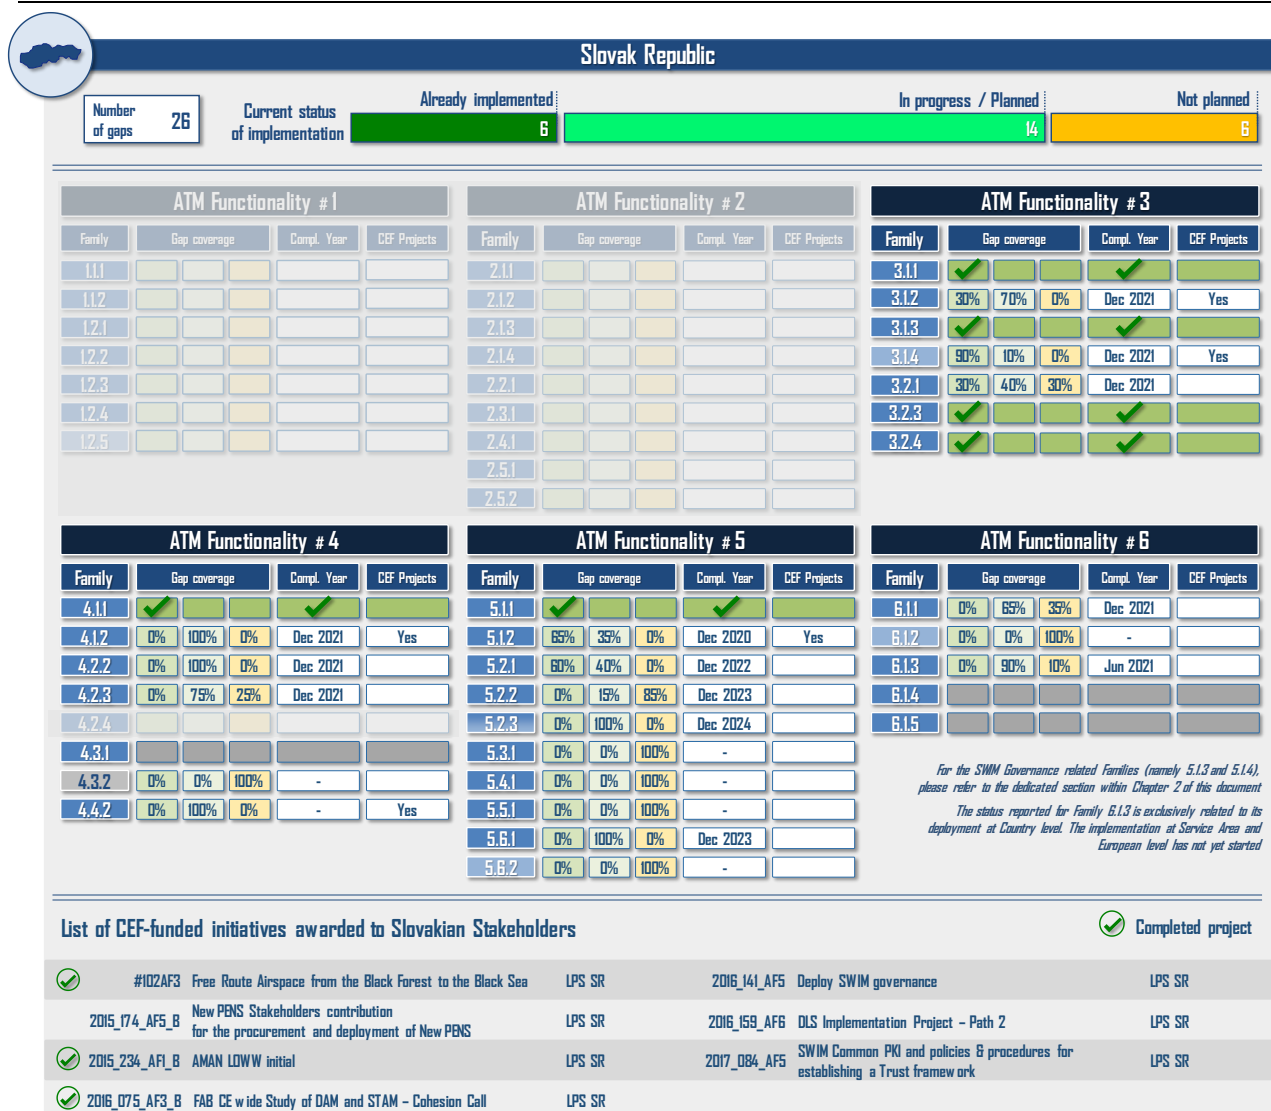 Slovak Republic
Number of gaps 26
Current status of implementation
Already implemented
6
In progress / Planned
14
Not planned
6
ATM Functionality # 1
Family Gap coverage Compl. Year CEF Projects
1.1.1
1.1.2
1.2.1
1.2.2
1.2.3
1.2.4
1.2.5
ATM Functionality # 2
Family Gap coverage Compl. Year CEF Projects
2.1.1
2.1.2
2.1.3
2.1.4
2.2.1
2.3.1
2.4.1
2.5.1
2.5.2
ATM Functionality # 3
Family Gap coverage Compl. Year CEF Projects
3.1.1
3.1.2 30% 70% 0% Dec 2021 Yes
3.1.3
3.1.4 90% 10% 0% Dec 2021 Yes
3.2.1 30% 40% 30% Dec 2021
3.2.3
3.2.4
ATM Functionality # 4
Family Gap coverage Compl. Year CEF Projects
4.1.1
4.1.2 0% 100% 0% Dec 2021 Yes
4.2.2 0% 100% 0% Dec 2021
4.2.3 0% 75% 25% Dec 2021
4.2.4
4.3.1
4.3.2 0% 0% 100% -
4.4.2 0% 100% 0% - Yes
ATM Functionality # 5
Family Gap coverage Compl. Year CEF Projects
5.1.1
5.1.2 65% 35% 0% Dec 2020 Yes
5.2.1 60% 40% 0% Dec 2022
5.2.2 0% 15% 85% Dec 2023
5.2.3 0% 100% 0% Dec 2024
5.3.1 0% 0% 100% -
5.4.1 0% 0% 100% -
5.5.1 0% 0% 100% -
5.6.1 0% 100% 0% Dec 2023
5.6.2 0% 0% 100% -
ATM Functionality # 6
Family Gap coverage Compl. Year CEF Projects
6.1.1 0% 65% 35% Dec 2021
6.1.2 0% 0% 100% -
6.1.3 0% 90% 10% Jun 2021
6.1.4
6.1.5
For the SWIM Governance related Families (namely 5.1.3 and 5.1.4),
please refer to the dedicated section within Chapter 2 of this document
The status reported for Family 6.1.3 is exclusively related to its
deployment at Country level. The implementation at Service Area and
European level has not yet started
List of CEF-funded initiatives awarded to Slovakian Stakeholders
Completed project
#102AF3 Free Route Airspace from the Black Forest to the Black Sea LPS SR
2016_141_AF5 Deploy SWIM governance LPS SR
2015_174_AF5_B New PENS Stakeholders contribution
for the procurement and deployment of New PENS LPS SR
2016_159_AF6 DLS Implementation Project – Path 2 LPS SR
2015_234_AF1_B AMAN LOWW initial LPS SR
2017_084_AF5 SWIM Common PKI and policies & procedures for
establishing a Trust framework LPS SR
2016_075_AF3_B FAB CE wide Study of DAM and STAM – Cohesion Call LPS SR